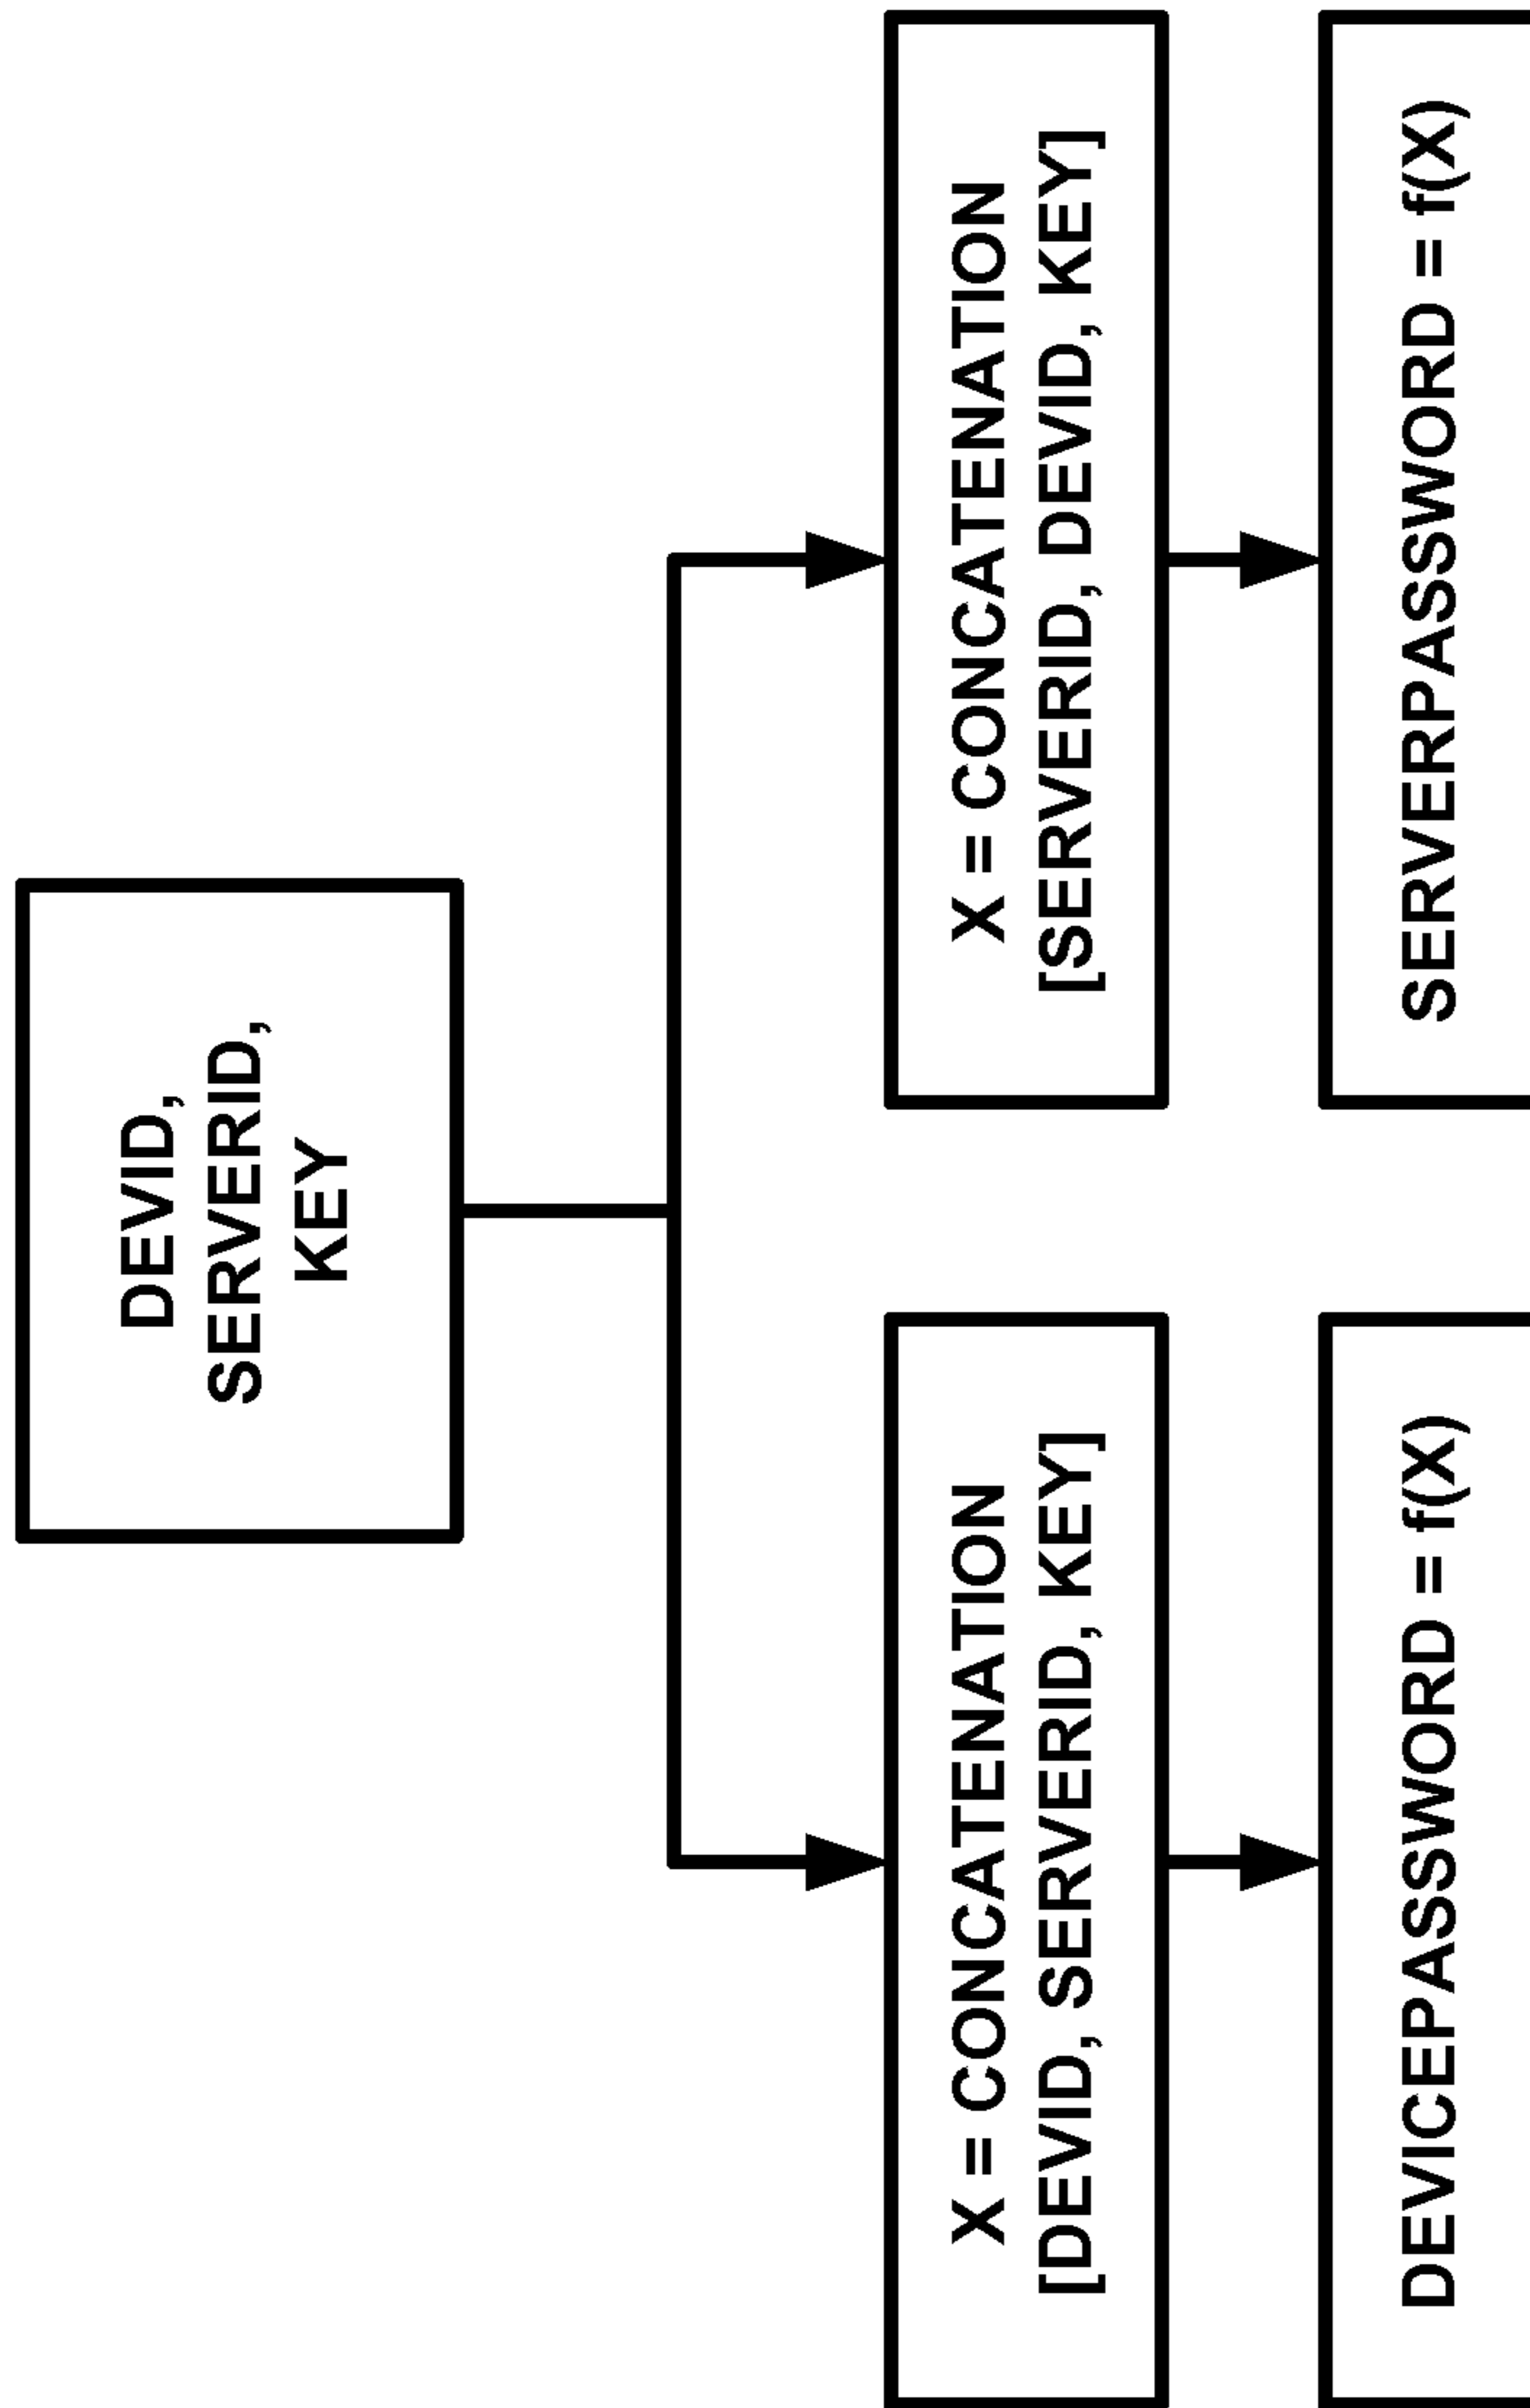 DEVID,
SERVERID,
KEY
X = CONCATENATION
[DEVID, SERVERID, KEY]
X = CONCATENATION
[SERVERID, DEVID, KEY]
DEVICEPASSWORD = f(X)
SERVERPASSWORD = f(X)